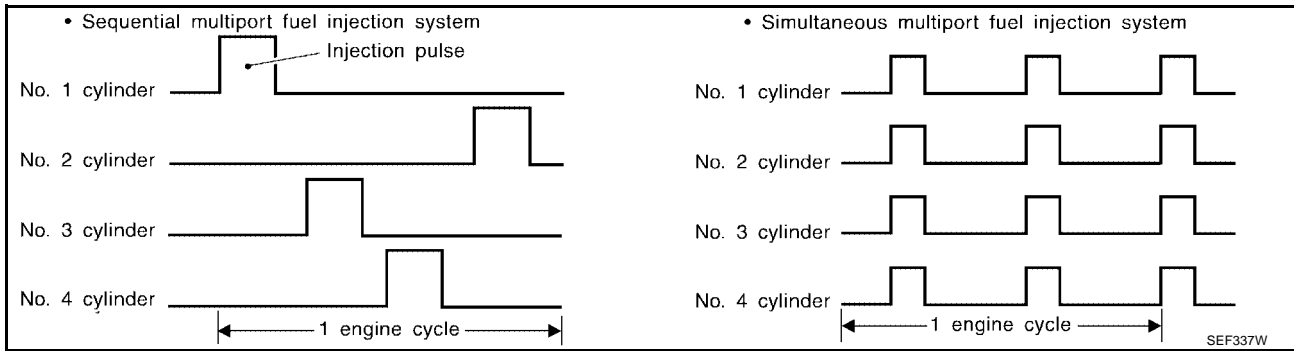 • Sequential multiport fuel injection system
Injection pulse
No. 1 cylinder
No. 2 cylinder
No. 3 cylinder
No. 4 cylinder
1 engine cycle
• Simultaneous multiport fuel injection system
No. 1 cylinder
No. 2 cylinder
No. 3 cylinder
No. 4 cylinder
1 engine cycle
SEF337W